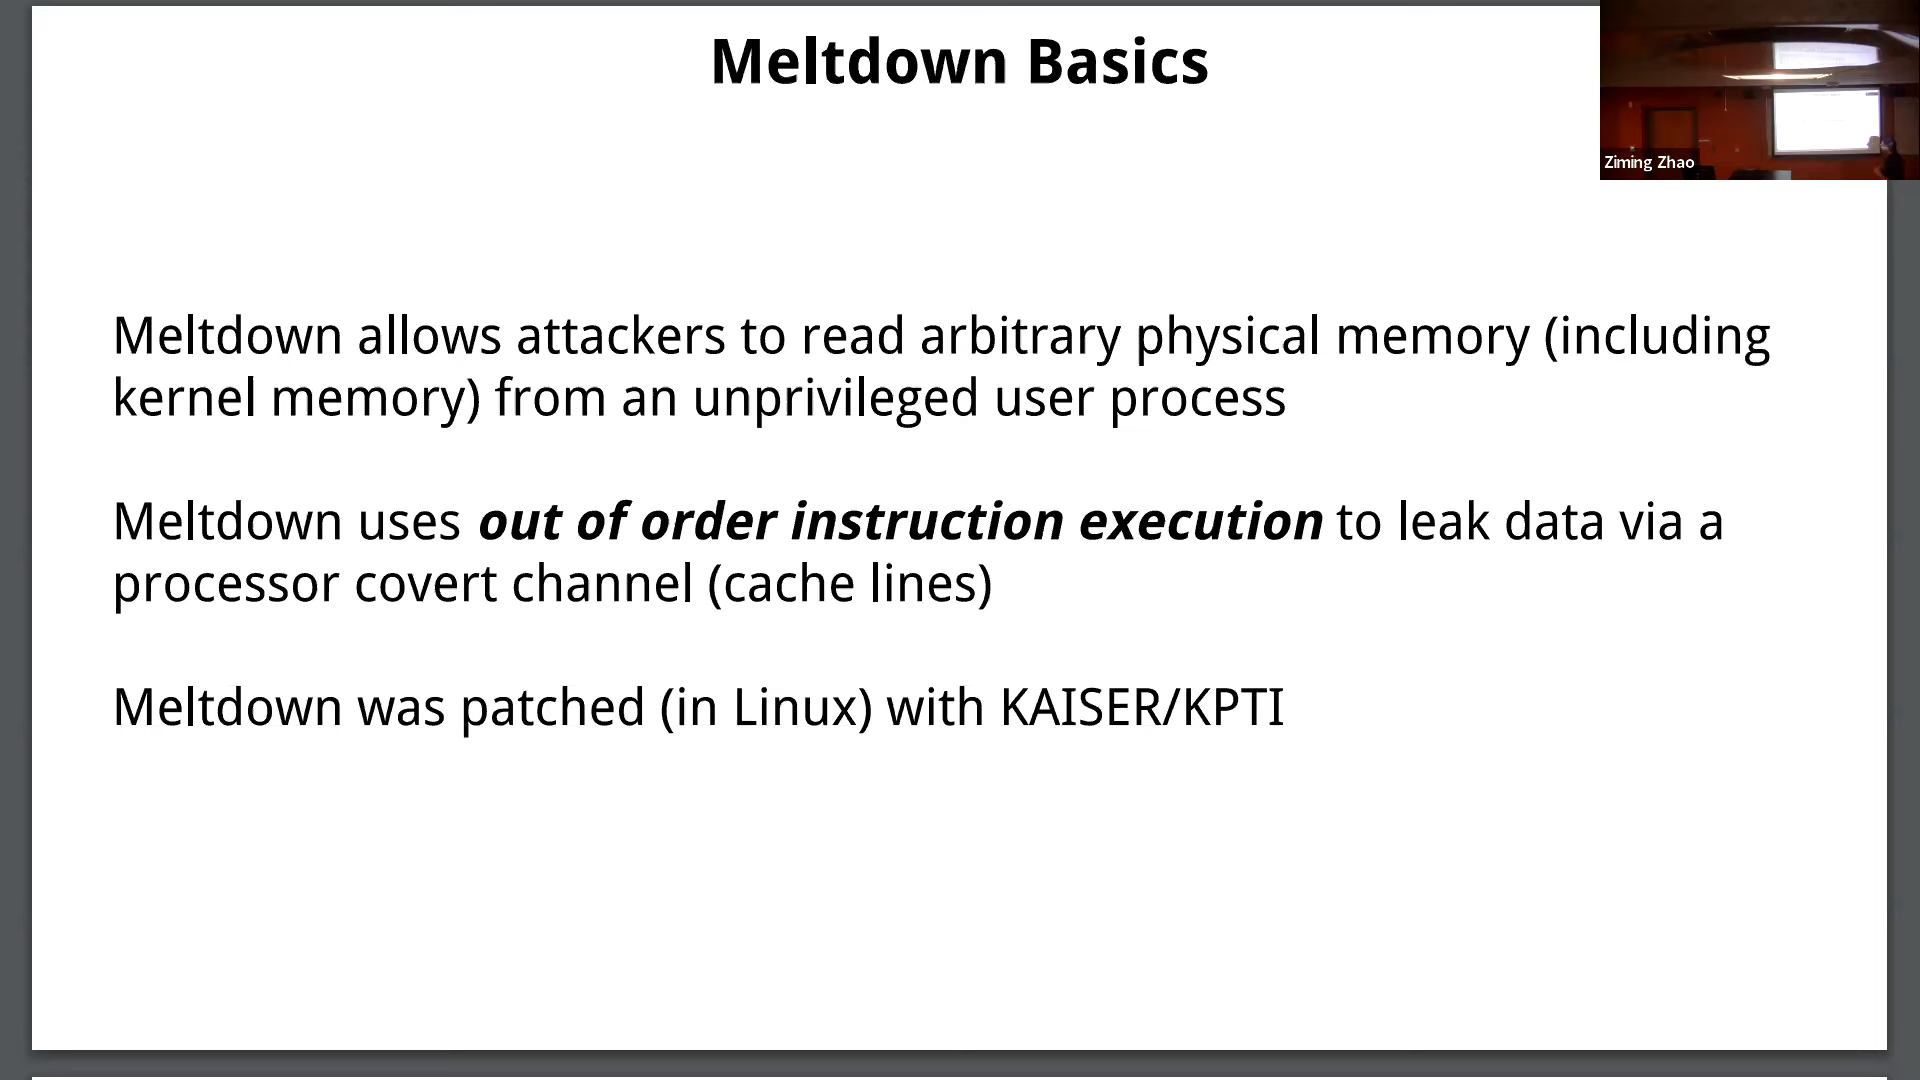 Meltdown Basics
Ziming Zhao
Meltdown allows attackers to read arbitrary physical memory (including
kernel memory) from an unprivileged user process
Meltdown uses out of order instruction execution to leak data via a
processor covert channel (cache lines)
Meltdown was patched (in Linux) with KAISER/KPTI